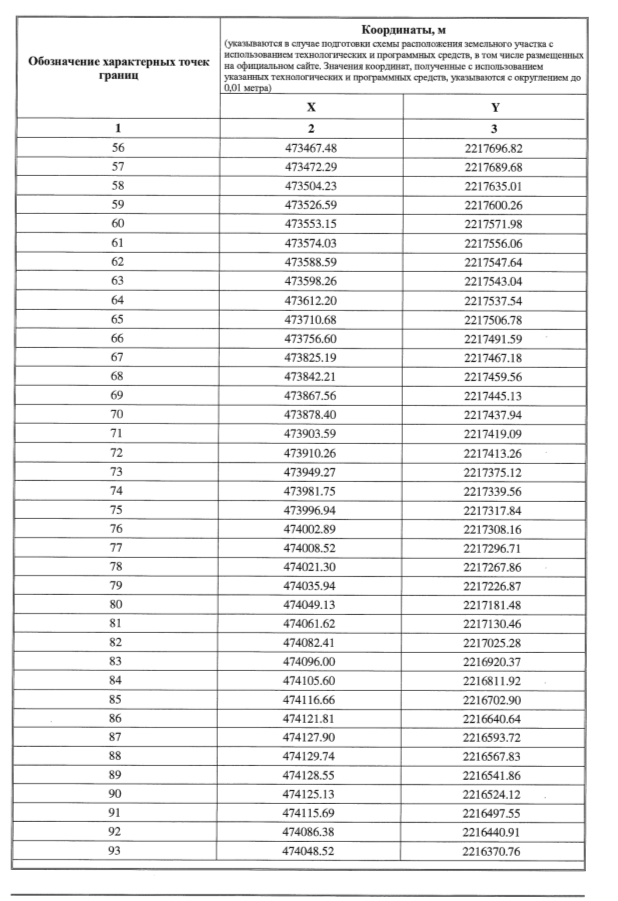 Обозначение характерных точек
границ
Координаты, м
(указываются в случае подготовки схемы расположения земельного участка с
использованием технологических и программных средств, в том числе размещенных
на официальном сайте. Значения координат, полученные с использованием
указанных технологических и программных средств, указываются с округлением до
0,01 метра)
X Y
1 2 3
56 473467.48 2217696.82
57 473472.29 2217689.68
58 473504.23 2217635.01
59 473526.59 2217600.26
60 473553.15 2217571.98
61 473574.03 2217556.06
62 473588.59 2217547.64
63 473598.26 2217543.04
64 473612.20 2217537.54
65 473710.68 2217506.78
66 473756.60 2217491.59
67 473825.19 2217467.18
68 473842.21 2217459.56
69 473867.56 2217445.13
70 473878.40 2217437.94
71 473903.59 2217419.09
72 473910.26 2217413.26
73 473949.27 2217375.12
74 473981.75 2217339.56
75 473996.94 2217317.84
76 474002.89 2217308.16
77 474008.52 2217296.71
78 474021.30 2217267.86
79 474035.94 2217226.87
80 474049.13 2217181.48
81 474061.62 2217130.46
82 474082.41 2217025.28
83 474096.00 2216920.37
84 474105.60 2216811.92
85 474116.66 2216702.90
86 474121.81 2216640.64
87 474127.90 2216593.72
88 474129.74 2216567.83
89 474128.55 2216541.86
90 474125.13 2216524.12
91 474115.69 2216497.55
92 474086.38 2216440.91
93 474048.52 2216370.76